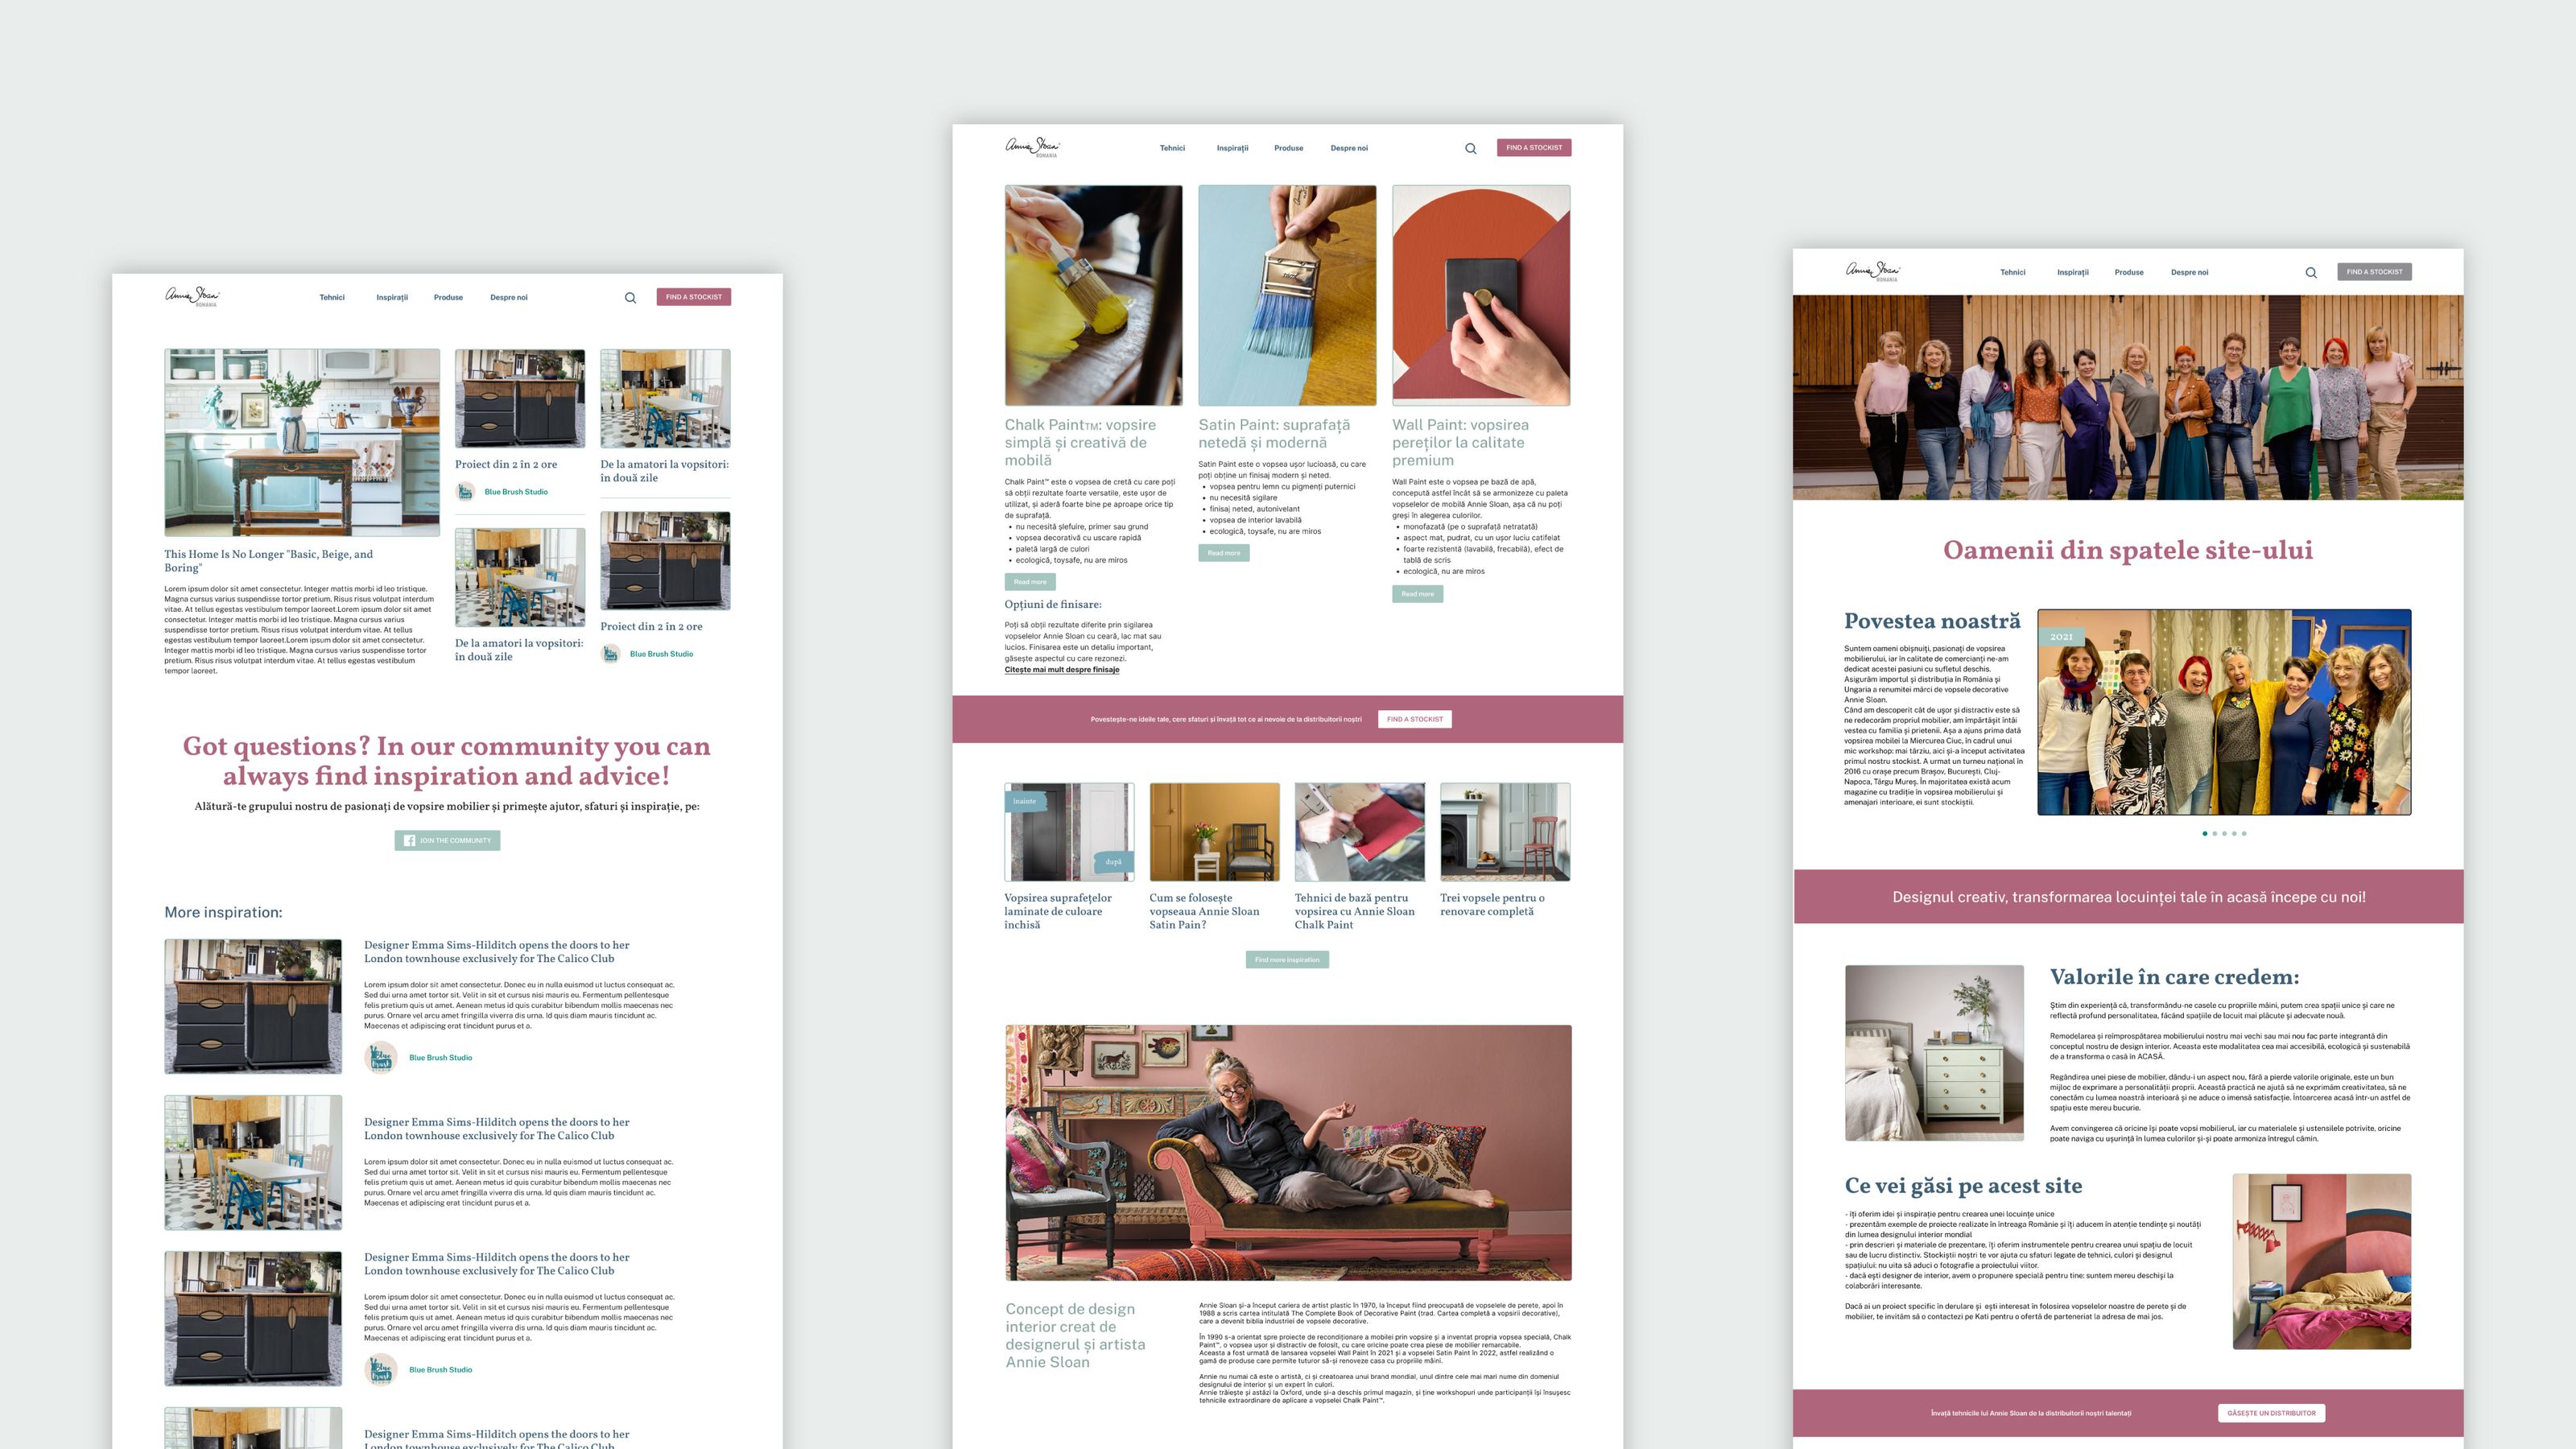 Annie Sloan
ROMANIA
Tehnici
Inspirații
Produse
Despre noi
FIND A STOCKIST
This Home Is No Longer "Basic, Beige, and
Boring"
Lorem ipsum dolor sit amet consectetur. Integer mattis morbi id leo tristique.
Magna cursus varius suspendisse tortor pretium. Risus risus volutpat interdum
vitae. At tellus egestas vestibulum tempor laoreet.Lorem ipsum dolor sit amet
consectetur. Integer mattis morbi id leo tristique. Magna cursus varius
suspendisse tortor pretium. Risus risus volutpat interdum vitae. At tellus
egestas vestibulum tempor laoreet.Lorem ipsum dolor sit amet consectetur.
Integer mattis morbi id leo tristique. Magna cursus varius suspendisse tortor
pretium. Risus risus volutpat interdum vitae. At tellus egestas vestibulum
tempor laoreet.
Proiect din 2 în 2 ore
Blue Brush Studio
De la amatori la vopsitori:
în două zile
De la amatori la vopsitori:
în două zile
Proiect din 2 în 2 ore
Blue Brush Studio
Got questions? In our community you can
always find inspiration and advice!
Alătură-te grupului nostru de pasionați de vopsire mobilier și primește ajutor, sfaturi și inspirație, pe:
JOIN THE COMMUNITY
More inspiration:
Designer Emma Sims-Hilditch opens the doors to her
London townhouse exclusively for The Calico Club
Lorem ipsum dolor sit amet consectetur. Donec eu in nulla euismod ut luctus consequat ac.
Sed dui urna amet tortor sit. Velit in sit et cursus nisi mauris eu. Fermentum pellentesque
felis pretium quis ut amet. Aenean metus id quis curabitur bibendum mollis maecenas nec
purus. Ornare vel arcu amet fringilla viverra dis urna. Id quis diam mauris tincidunt ac.
Maecenas et adipiscing erat tincidunt purus et a.
Blue Brush Studio
Designer Emma Sims-Hilditch opens the doors to her
London townhouse exclusively for The Calico Club
Lorem ipsum dolor sit amet consectetur. Donec eu in nulla euismod ut luctus consequat ac.
Sed dui urna amet tortor sit. Velit in sit et cursus nisi mauris eu. Fermentum pellentesque
felis pretium quis ut amet. Aenean metus id quis curabitur bibendum mollis maecenas nec
purus. Ornare vel arcu amet fringilla viverra dis urna. Id quis diam mauris tincidunt ac.
Maecenas et adipiscing erat tincidunt purus et a.
Designer Emma Sims-Hilditch opens the doors to her
London townhouse exclusively for The Calico Club
Lorem ipsum dolor sit amet consectetur. Donec eu in nulla euismod ut luctus consequat ac.
Sed dui urna amet tortor sit. Velit in sit et cursus nisi mauris eu. Fermentum pellentesque
felis pretium quis ut amet. Aenean metus id quis curabitur bibendum mollis maecenas nec
purus. Ornare vel arcu amet fringilla viverra dis urna. Id quis diam mauris tincidunt ac.
Maecenas et adipiscing erat tincidunt purus et a.
Blue Brush Studio
Designer Emma Sims-Hilditch opens the doors to her
London townhouse exclusively for The Calico Club
Annie Sloan
ROMANIA
Tehnici
Inspirații
Produse
Despre noi
FIND A STOCKIST
Chalk Paint™: vopsire
simplă și creativă de
mobilă
Chalk Paint™ este o vopsea de cretă cu care poți
să obții rezultate foarte versatile, este ușor de
utilizat, și aderă foarte bine pe aproape orice tip
de suprafață.
• nu necesită șlefuire, primer sau grund
• vopsea decorativă cu uscare rapidă
• paletă largă de culori
• ecologică, toysafe, nu are miros
Read more
Opțiuni de finisare:
Poți să obții rezultate diferite prin sigilarea
vopselelor Annie Sloan cu ceară, lac mat sau
lucios. Finisarea este un detaliu important,
găsește aspectul cu care rezonezi.
Citește mai mult despre finisaje
Satin Paint: suprafață
netedă și modernă
Satin Paint este o vopsea ușor lucioasă, cu care
poți obține un finisaj modern și neted.
• vopsea pentru lemn cu pigmenți puternici
• nu necesită sigilare
• finisaj neted, autonivelant
• vopsea de interior lavabilă
• ecologică, toysafe, nu are miros
Read more
Wall Paint: vopsirea
pereților la calitate
premium
Wall Paint este o vopsea pe bază de apă,
concepută astfel încât să se armonizeze cu paleta
vopselelor de mobilă Annie Sloan, așa că nu poți
greși în alegerea culorilor.
• monofazată (pe o suprafață netratată)
• aspect mat, pudrat, cu un ușor luciu catifelat
• foarte rezistentă (lavabilă, frecabilă), efect de
tablă de scris
• ecologică, nu are miros
Read more
Povestește-ne ideile tale, cere sfaturi și învață tot ce ai nevoie de la distribuitorii noștri
FIND A STOCKIST
înainte
după
Vopsirea suprafețelor
laminate de culoare
închisă
Cum se folosește
vopseaua Annie Sloan
Satin Pain?
Tehnici de bază pentru
vopsirea cu Annie Sloan
Chalk Paint
Trei vopsele pentru o
renovare completă
Find more inspiration
Concept de design
interior creat de
designerul și artista
Annie Sloan
Annie Sloan și-a început cariera de artist plastic în 1970, la început fiind preocupată de vopselele de perete, apoi în
1988 a scris cartea intitulată The Complete Book of Decorative Paint (trad. Cartea completă a vopsirii decorative),
care a devenit biblia industriei de vopsele decorative.
În 1990 s-a orientat spre proiecte de recondiționare a mobilei prin vopsire și a inventat propria vopsea specială, Chalk
Paint™, o vopsea ușor și distractiv de folosit, cu care oricine poate crea piese de mobilier remarcabile.
Aceasta a fost urmată de lansarea vopselei Wall Paint în 2021 și a vopselei Satin Paint în 2022, astfel realizând o
gamă de produse care permite tuturor să-și renoveze casa cu propriile mâini.
Annie nu numai că este o artistă, ci și creatoarea unui brand mondial, unul dintre cele mai mari nume din domeniul
designului de interior și un expert în culori.
Annie trăiește și astăzi la Oxford, unde și-a deschis primul magazin, și ține workshopuri unde participanții își însușesc
tehnicile extraordinare de aplicare a vopselei Chalk Paint™.
Annie Sloan
ROMANIA
Tehnici
Inspirații
Produse
Despre noi
FIND A STOCKIST
Oamenii din spatele site-ului
Povestea noastră
Suntem oameni obișnuiți, pasionați de vopsirea
mobilierului, iar în calitate de comercianți ne-am
dedicat acestei pasiuni cu sufletul deschis.
Asigurăm importul și distribuția în România și
Ungaria a renumitei mărci de vopsele decorative
Annie Sloan.
Când am descoperit cât de ușor și distractiv este să
ne redecorăm propriul mobilier, am împărtășit întâi
vestea cu familia și prietenii. Așa a ajuns prima dată
vopsirea mobilei la Miercurea Ciuc, în cadrul unui
mic workshop: mai târziu, aici și-a început activitatea
primul nostru stockist. A urmat un turneu național în
2016 cu orașe precum Brașov, București, Cluj-
Napoca, Târgu Mureș. În majoritatea există acum
magazine cu tradiție în vopsirea mobilierului și
amenajari interioare, ei sunt stockiștii.
2021
Designul creativ, transformarea locuinței tale în acasă începe cu noi!
Valorile în care credem:
Știm din experiență că, transformându-ne casele cu propriile mâini, putem crea spații unice și care ne
reflectă profund personalitatea, făcând spațiile de locuit mai plăcute și adecvate nouă.
Remodelarea și reîmprospătarea mobilierului nostru mai vechi sau mai nou fac parte integrantă din
conceptul nostru de design interior. Aceasta este modalitatea cea mai accesibilă, ecologică și sustenabilă
de a transforma o casă în ACASĂ.
Regândirea unei piese de mobilier, dându-i un aspect nou, fără a pierde valorile originale, este un bun
mijloc de exprimare a personalității proprii. Această practică ne ajută să ne exprimăm creativitatea, să ne
conectăm cu lumea noastră interioară și ne aduce o imensă satisfacție. Întoarcerea acasă într-un astfel de
spațiu este mereu bucurie.
Avem convingerea că oricine își poate vopsi mobilierul, iar cu materialele și ustensilele potrivite, oricine
poate naviga cu ușurință în lumea culorilor și-și poate armoniza întregul cămin.
Ce vei găsi pe acest site
- îți oferim idei și inspirație pentru crearea unei locuințe unice
- prezentăm exemple de proiecte realizate în întreaga Românie și îți aducem în atenție tendințe și noutăți
din lumea designului interior mondial
- prin descrieri și materiale de prezentare, îți oferim instrumentele pentru crearea unui spațiu de locuit
sau de lucru distinctiv. Stockiștii noștri te vor ajuta cu sfaturi legate de tehnici, culori și designul
spațiului: nu uita să aduci o fotografie a proiectului viitor.
- dacă ești designer de interior, avem o propunere specială pentru tine: suntem mereu deschiși la
colaborări interesante.
Dacă ai un proiect specific în derulare și ești interesat în folosirea vopselelor noastre de perete și de
mobilier, te invităm să o contactezi pe Kati pentru o ofertă de parteneriat la adresa de mai jos.
Învață tehnicile lui Annie Sloan de la distribuitorii noștri talentați
GĂSEȘTE UN DISTRIBUITOR